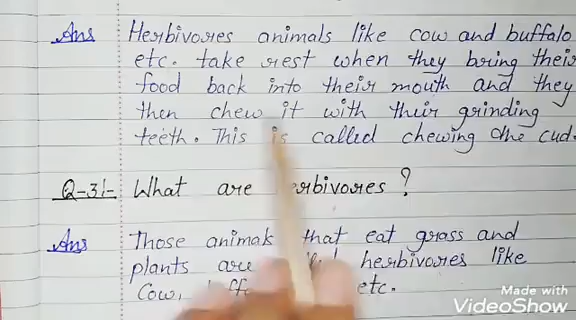 Ans Herbivores animals like cow and buffalo
etc. take rest when they bring their
food back into their mouth and they
then chew it with their grinding
teeth. This is called chewing the cud.
Q-3:- What are herbivores ?
Ans Those animals that eat grass and
plants are herbivores like
Cow, etc.
Made with
VideoShow